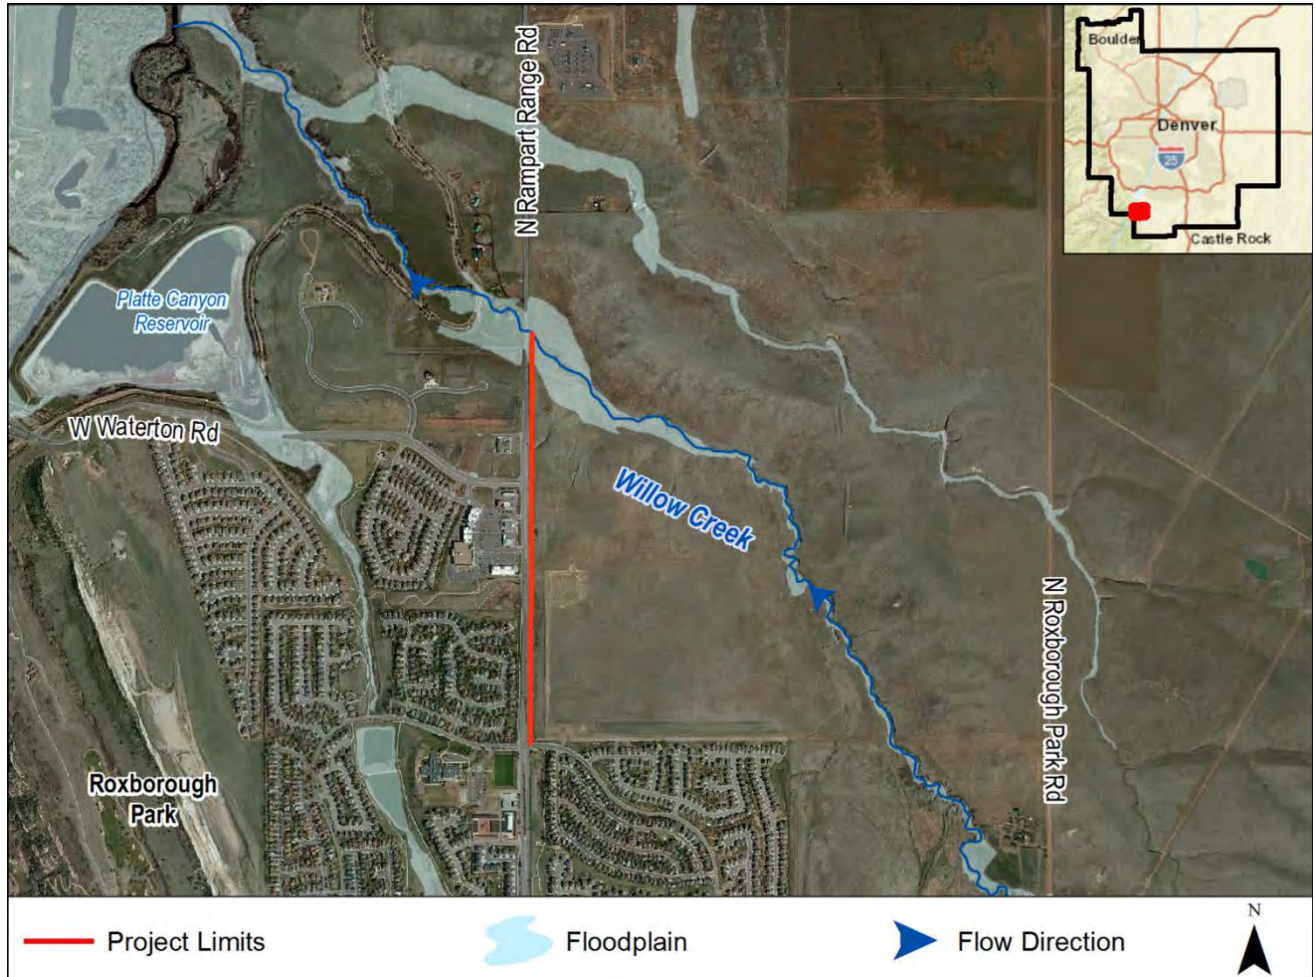 Boulder
Denver
25
Castle Rock
N Rampart Range Rd
Platte Canyon
Reservoir
W Waterton Rd
Willow Creek
N Roxborough Park Rd
Roxborough
Park
Project Limits
Floodplain
Flow Direction
N